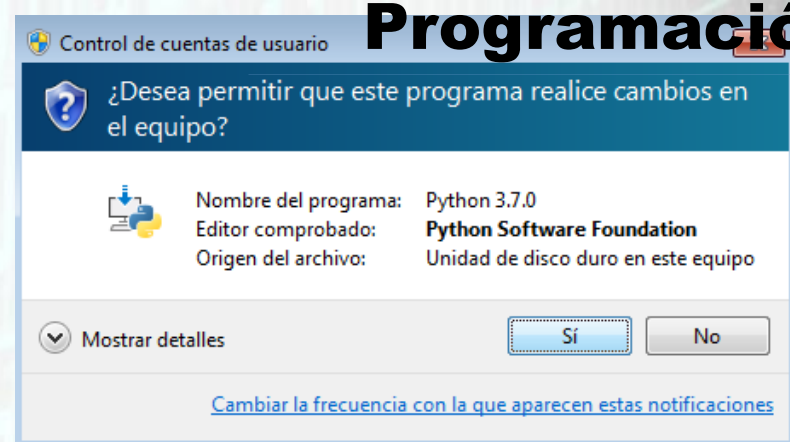 Programació
Control de cuentas de usuario
¿Desea permitir que este programa realice cambios en
el equipo?
Nombre del programa: Python 3.7.0
Editor comprobado: Python Software Foundation
Origen del archivo: Unidad de disco duro en este equipo
Mostrar detalles
Sí
No
Cambiar la frecuencia con la que aparecen estas notificaciones